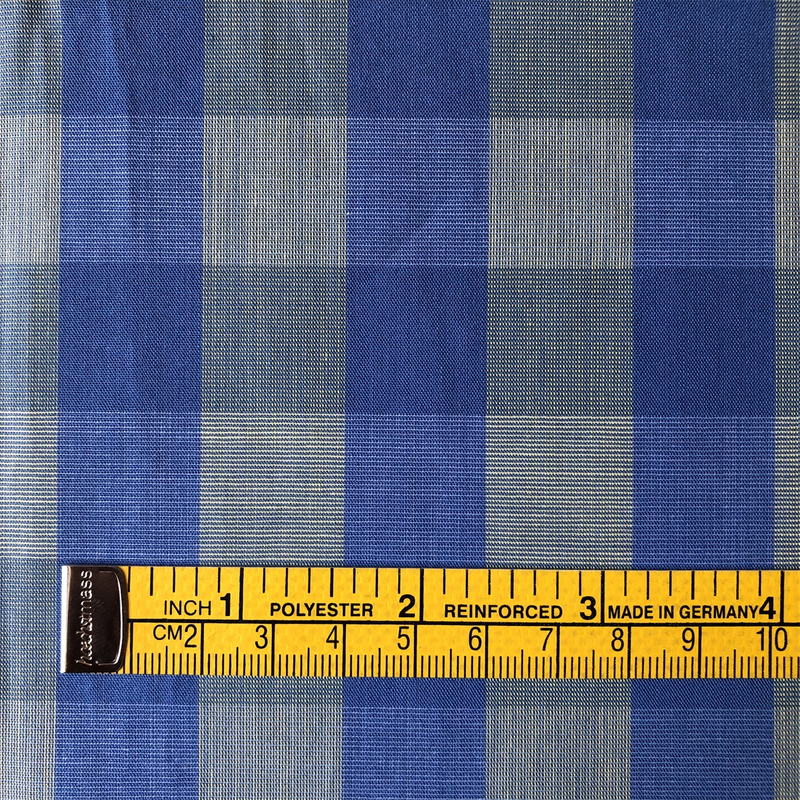 hoechstmass
INCH 1 POLYESTER 2 REINFORCED 3 MADE IN GERMANY 4
CM 2 3 4 5 6 7 8 9 10